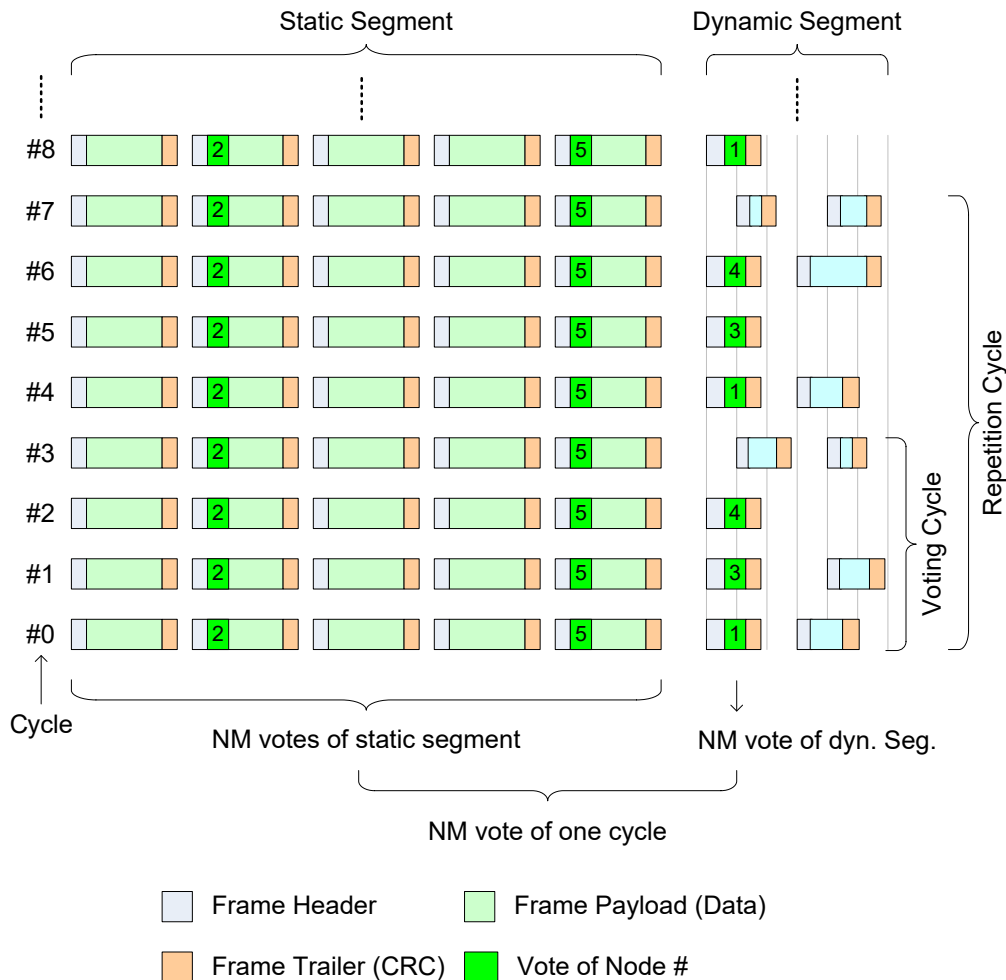 Static Segment Dynamic Segment
#8 2 5 1
#7 2 5
#6 2 5 4
#5 2 5 3
#4 2 5 1
#3 2 5
#2 2 5 4
#1 2 5 3
#0 2 5 1
Voting Cycle
Repetition Cycle
Cycle
NM votes of static segment NM vote of dyn. Seg.
NM vote of one cycle
Frame Header Frame Payload (Data)
Frame Trailer (CRC) Vote of Node #